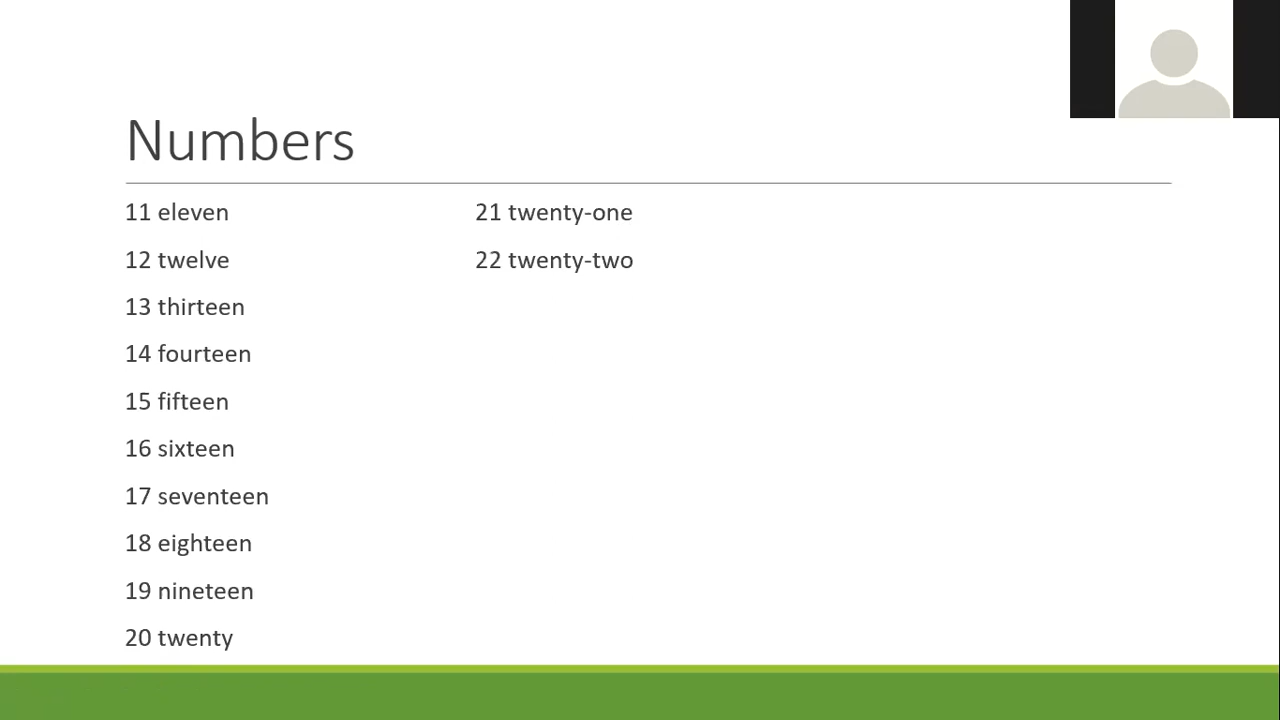 Numbers
11 eleven
12 twelve
13 thirteen
14 fourteen
15 fifteen
16 sixteen
17 seventeen
18 eighteen
19 nineteen
20 twenty
21 twenty-one
22 twenty-two